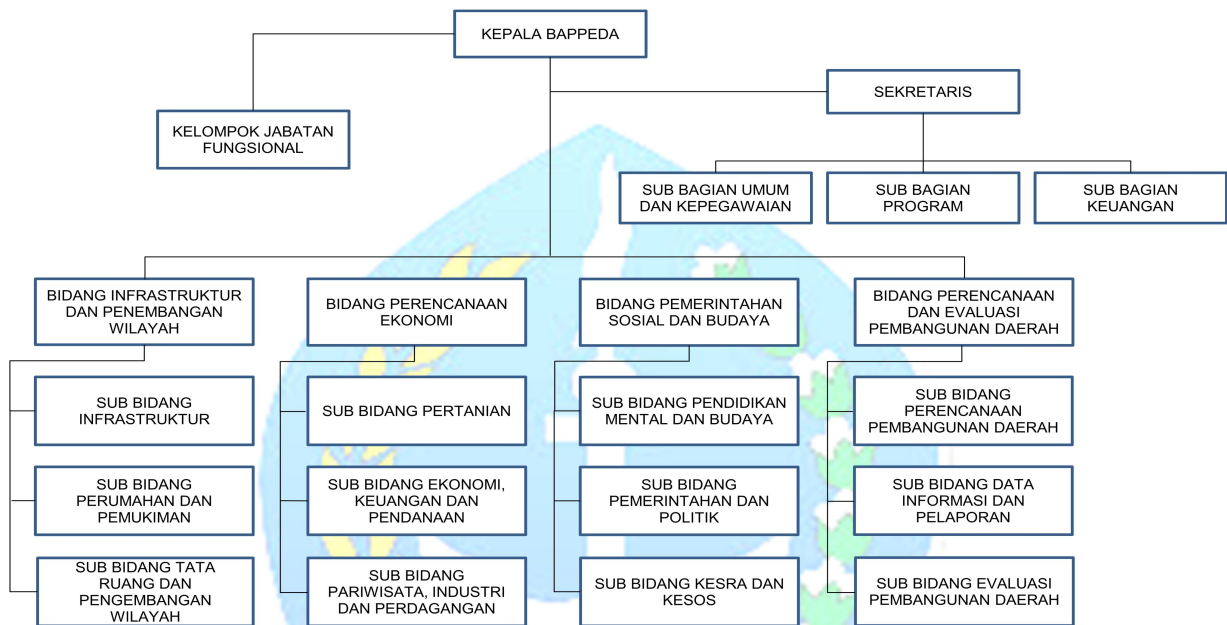 KEPALA BAPPEDA
SEKRETARIS
KELOMPOK JABATAN
FUNGSIONAL
SUB BAGIAN UMUM
DAN KEPEGAWAIAN
SUB BAGIAN
PROGRAM
SUB BAGIAN
KEUANGAN
BIDANG INFRASTRUKTUR
DAN PENEMBANGAN
WILAYAH
BIDANG PERENCANAAN
EKONOMI
BIDANG PEMERINTAHAN
SOSIAL DAN BUDAYA
BIDANG PERENCANAAN
DAN EVALUASI
PEMBANGUNAN DAERAH
SUB BIDANG
INFRASTRUKTUR
SUB BIDANG PERTANIAN
SUB BIDANG PENDIDIKAN
MENTAL DAN BUDAYA
SUB BIDANG
PERENCANAAN
PEMBANGUNAN DAERAH
SUB BIDANG
PERUMAHAN DAN
PEMUKIMAN
SUB BIDANG EKONOMI,
KEUANGAN DAN
PENDANAAN
SUB BIDANG
PEMERINTAHAN DAN
POLITIK
SUB BIDANG DATA
INFORMASI DAN
PELAPORAN
SUB BIDANG TATA
RUANG DAN
PENGEMBANGAN
WILAYAH
SUB BIDANG
PARIWISATA, INDUSTRI
DAN PERDAGANGAN
SUB BIDANG KESRA DAN
KESOS
SUB BIDANG EVALUASI
PEMBANGUNAN DAERAH